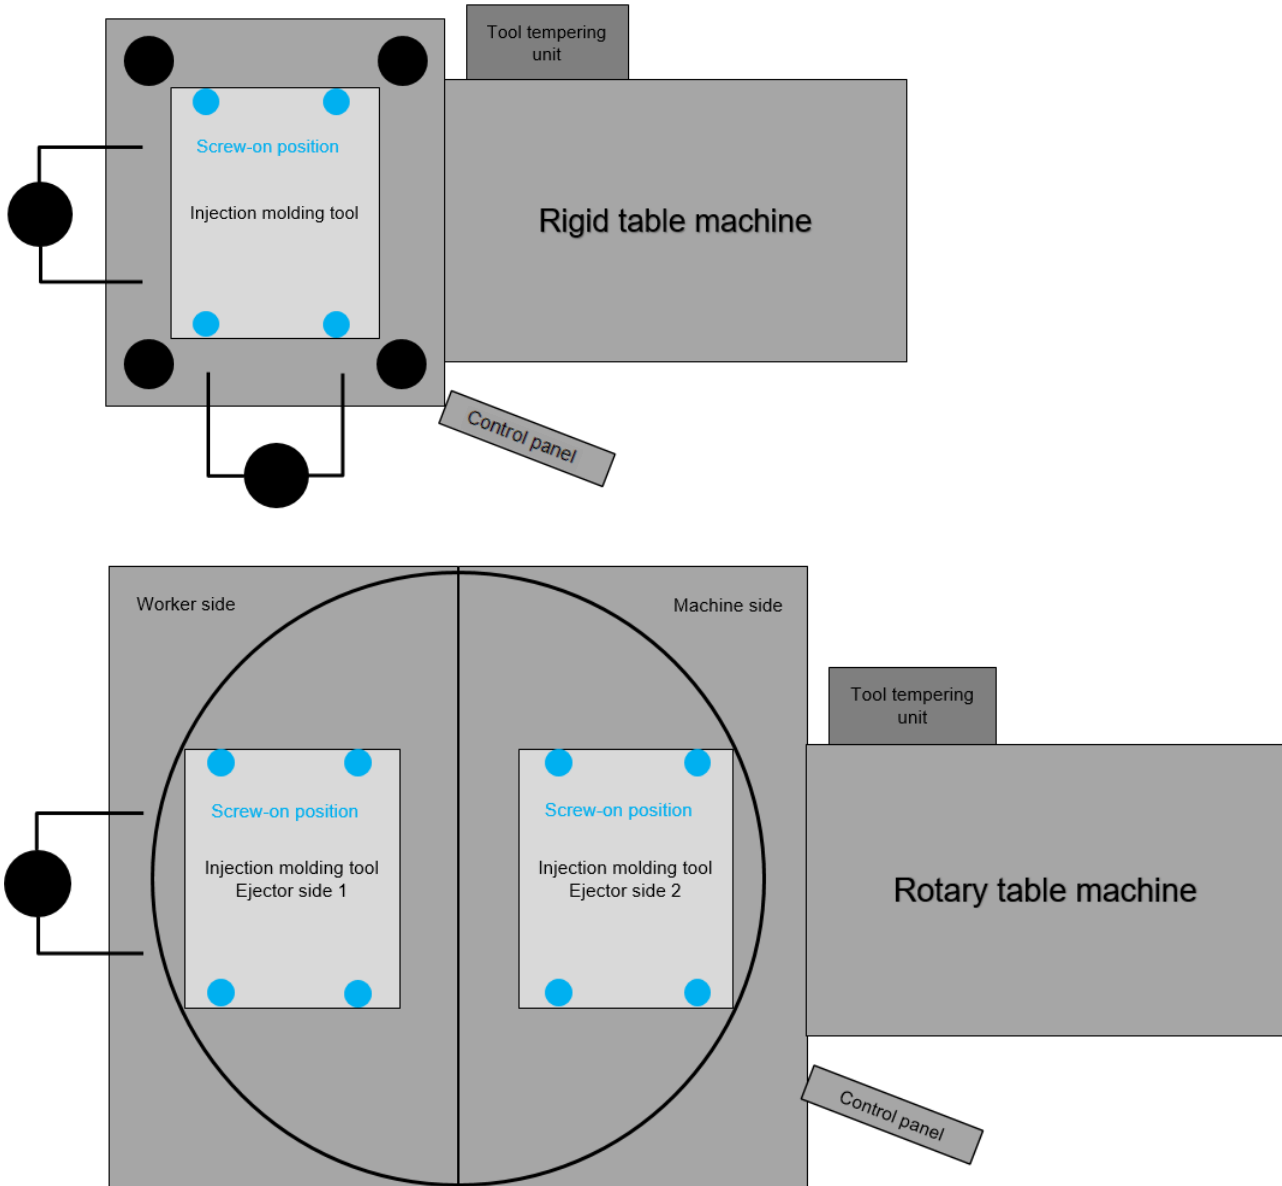 Tool tempering
unit
Screw-on position
Injection molding tool
Rigid table machine
Control panel
Worker side
Machine side
Tool tempering
unit
Screw-on position
Injection molding tool
Ejector side 1
Screw-on position
Injection molding tool
Ejector side 2
Rotary table machine
Control panel